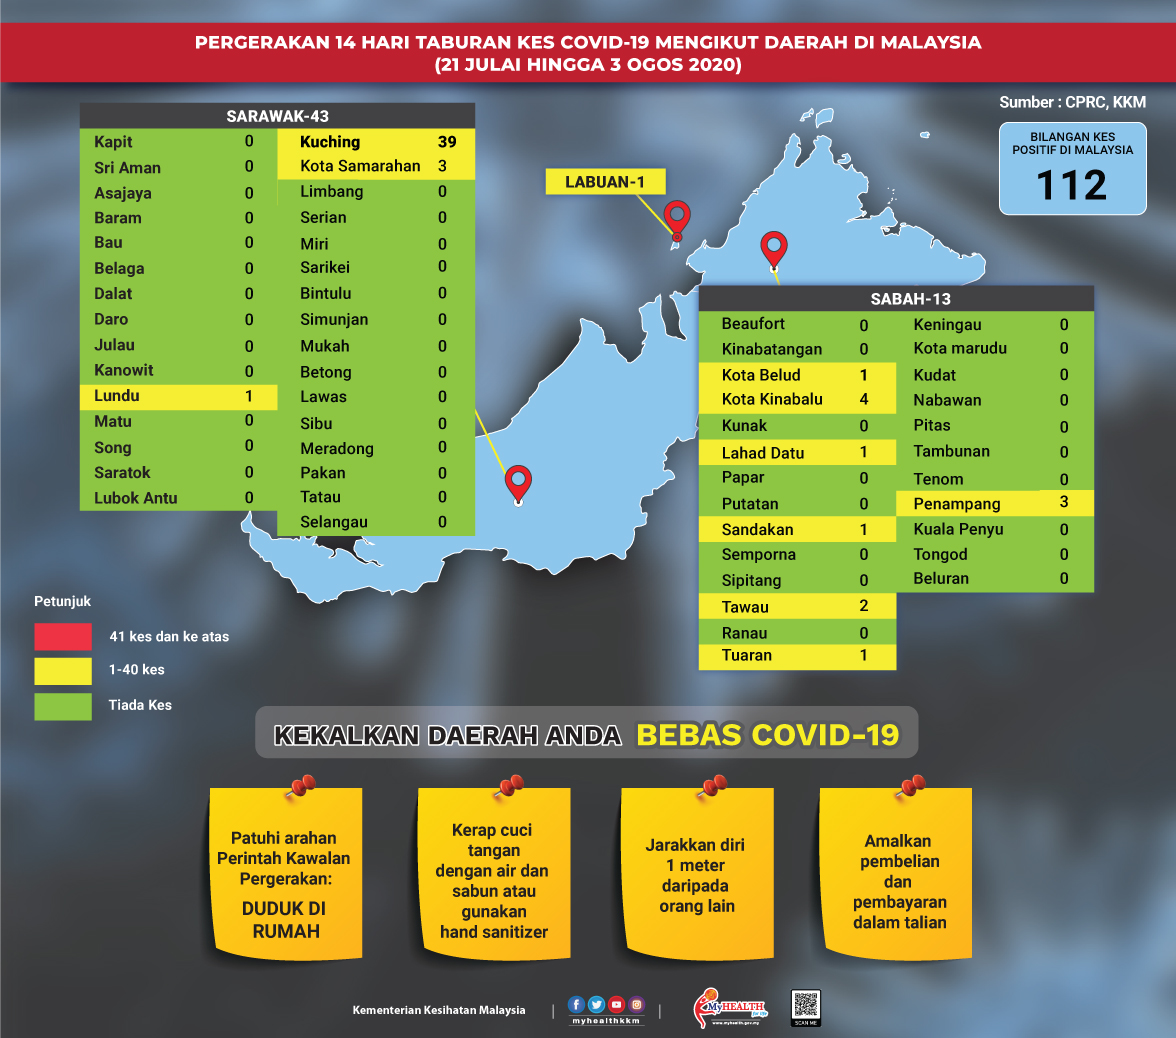 PERGERAKAN 14 HARI TABURAN KES COVID-19 MENGIKUT DAERAH DI MALAYSIA
(21 JULAI HINGGA 3 OGOS 2020)
Sumber : CPRC, KKM
BILANGAN KES
POSITIF DI MALAYSIA
112
SARAWAK-43
Kapit 0
Sri Aman 0
Asajaya 0
Baram 0
Bau 0
Belaga 0
Dalat 0
Daro 0
Julau 0
Kanowit 0
Lundu 1
Matu 0
Song 0
Saratok 0
Lubok Antu 0
Kuching 39
Kota Samarahan 3
Limbang 0
Serian 0
Miri 0
Sarikei 0
Bintulu 0
Simunjan 0
Mukah 0
Betong 0
Lawas 0
Sibu 0
Meradong 0
Pakan 0
Tatau 0
Selangau 0
LABUAN-1
SABAH-13
Beaufort 0
Kinabatangan 0
Kota Belud 1
Kota Kinabalu 4
Kunak 0
Lahad Datu 1
Papar 0
Putatan 0
Sandakan 1
Semporna 0
Sipitang 0
Tawau 2
Ranau 0
Tuaran 1
Keningau 0
Kota marudu 0
Kudat 0
Nabawan 0
Pitas 0
Tambunan 0
Tenom 0
Penampang 3
Kuala Penyu 0
Tongod 0
Beluran 0
Petunjuk
41 kes dan ke atas
1-40 kes
Tiada Kes
KEKALKAN DAERAH ANDA BEBAS COVID-19
Patuhi arahan
Perintah Kawalan
Pergerakan:
DUDUK DI
RUMAH
Kerap cuci
tangan
dengan air dan
sabun atau
gunakan
hand sanitizer
Jarakkan diri
1 meter
daripada
orang lain
Amalkan
pembelian
dan
pembayaran
dalam talian
Kementerian Kesihatan Malaysia
myhealthkkm
MyHEALTH
for life
www.myhealth.gov.my
SCAN ME